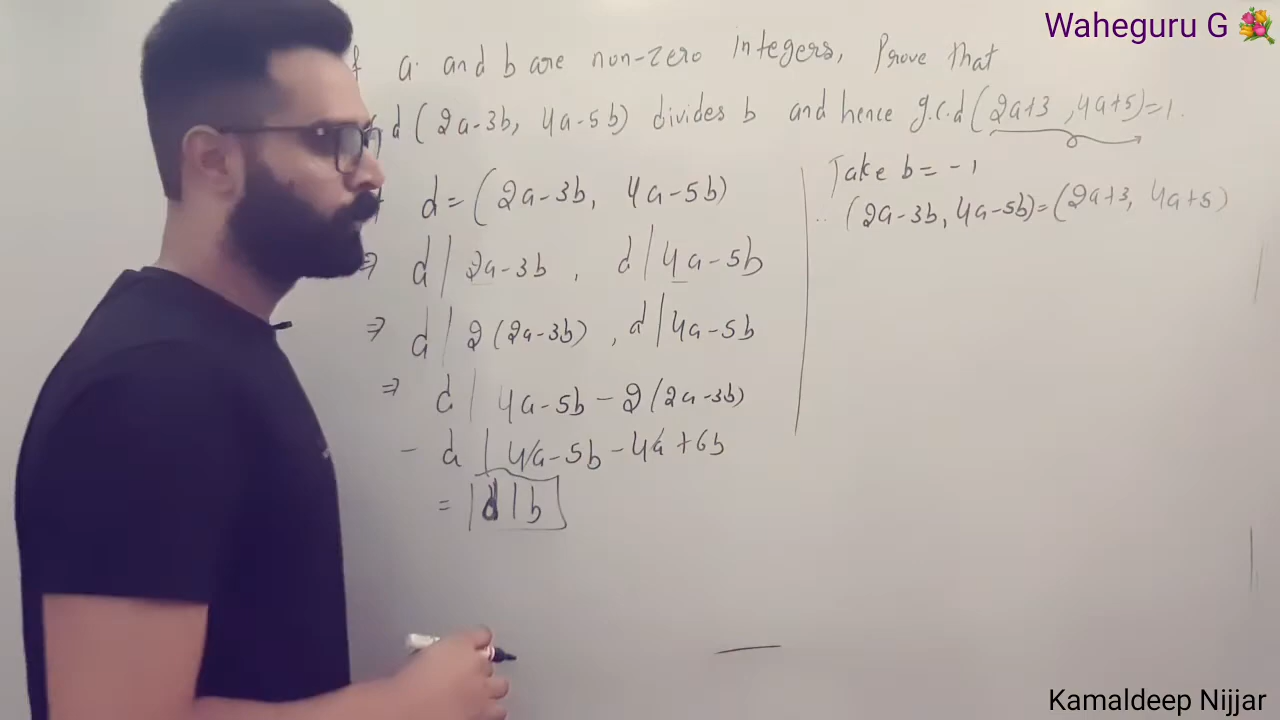 Waheguru G 💐
a and b are non-zero integers, Prove that
d (2a-3b, 4a-5b) divides b and hence g.c.d (2a+3, 4a+5)=1.
d = (2a-3b, 4a-5b)
⇒ d | 2a-3b, d | 4a-5b
⇒ d | 2(2a-3b), d | 4a-5b
⇒ d | 4a-5b - 2(2a-3b)
- d | 4a-5b-4a+6b
= d | b
Take b = -1
∴ (2a-3b, 4a-5b) = (2a+3, 4a+5)
Kamaldeep Nijjar